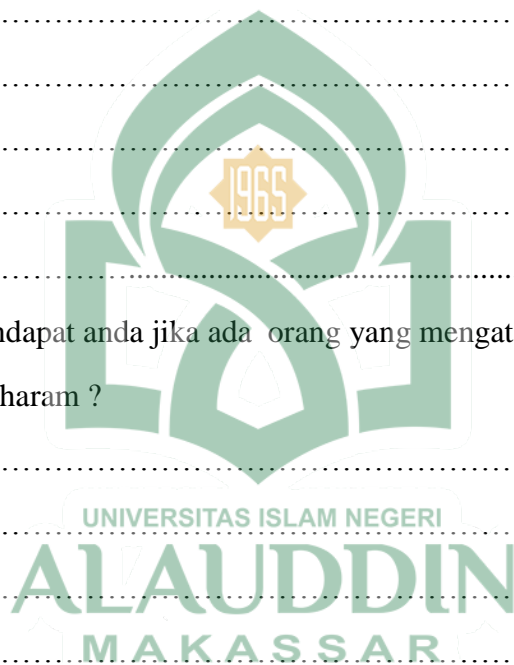 ………………………………………
………………………………………
………………………………………
………………………………………
1965
………………………………………
ndapat anda jika ada orang yang mengat
haram ?
………………………………………
UNIVERSITAS ISLAM NEGERI
………………………………………
ALAUDDIN
………………………………………
MAKASSAR
………………………………………